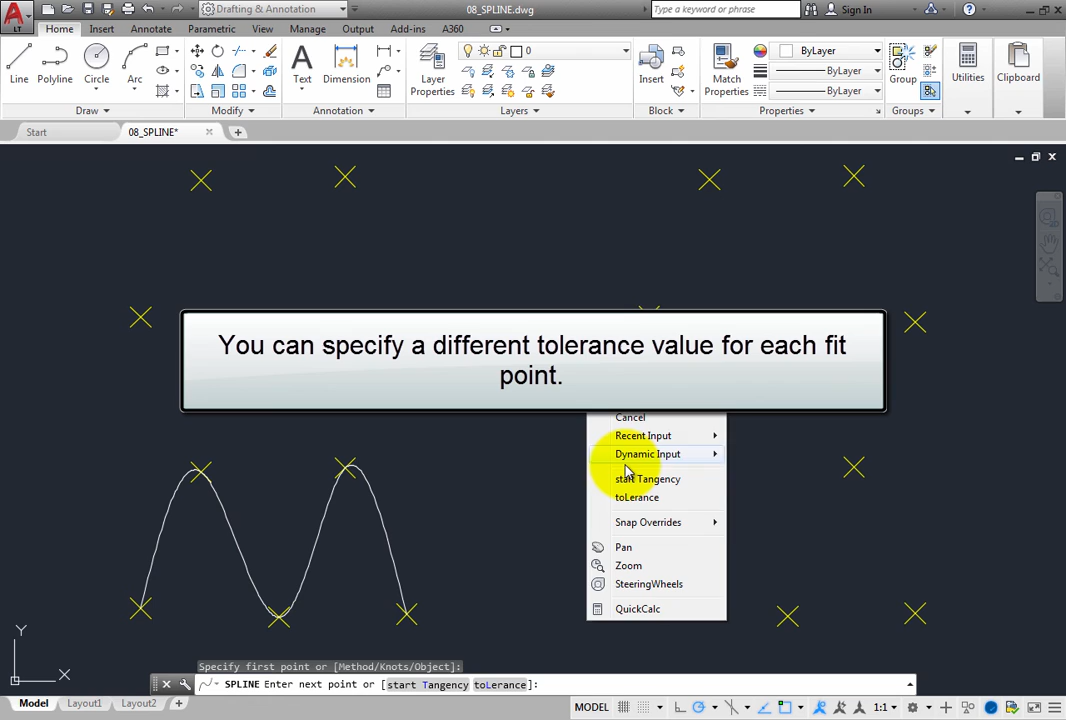 08_SPLINE.dwg
Drafting & Annotation
Type a keyword or phrase
Sign In
LT
Home Insert Annotate Parametric View Manage Output Add-ins A360
Line Polyline Circle Arc
Text Dimension
Layer Properties
0
Insert
Match Properties
ByLayer
ByLayer
ByLayer
Group
Utilities
Clipboard
Draw Modify Annotation Layers Block Properties Groups
Start 08_SPLINE*
You can specify a different tolerance value for each fit
point.
Cancel
Recent Input
Dynamic Input
start Tangency
toLerance
Snap Overrides
Pan
Zoom
SteeringWheels
QuickCalc
Y
X
Specify first point or [Method/Knots/Object]:
SPLINE Enter next point or [start Tangency toLerance]:
Model Layout1 Layout2
MODEL
1:1